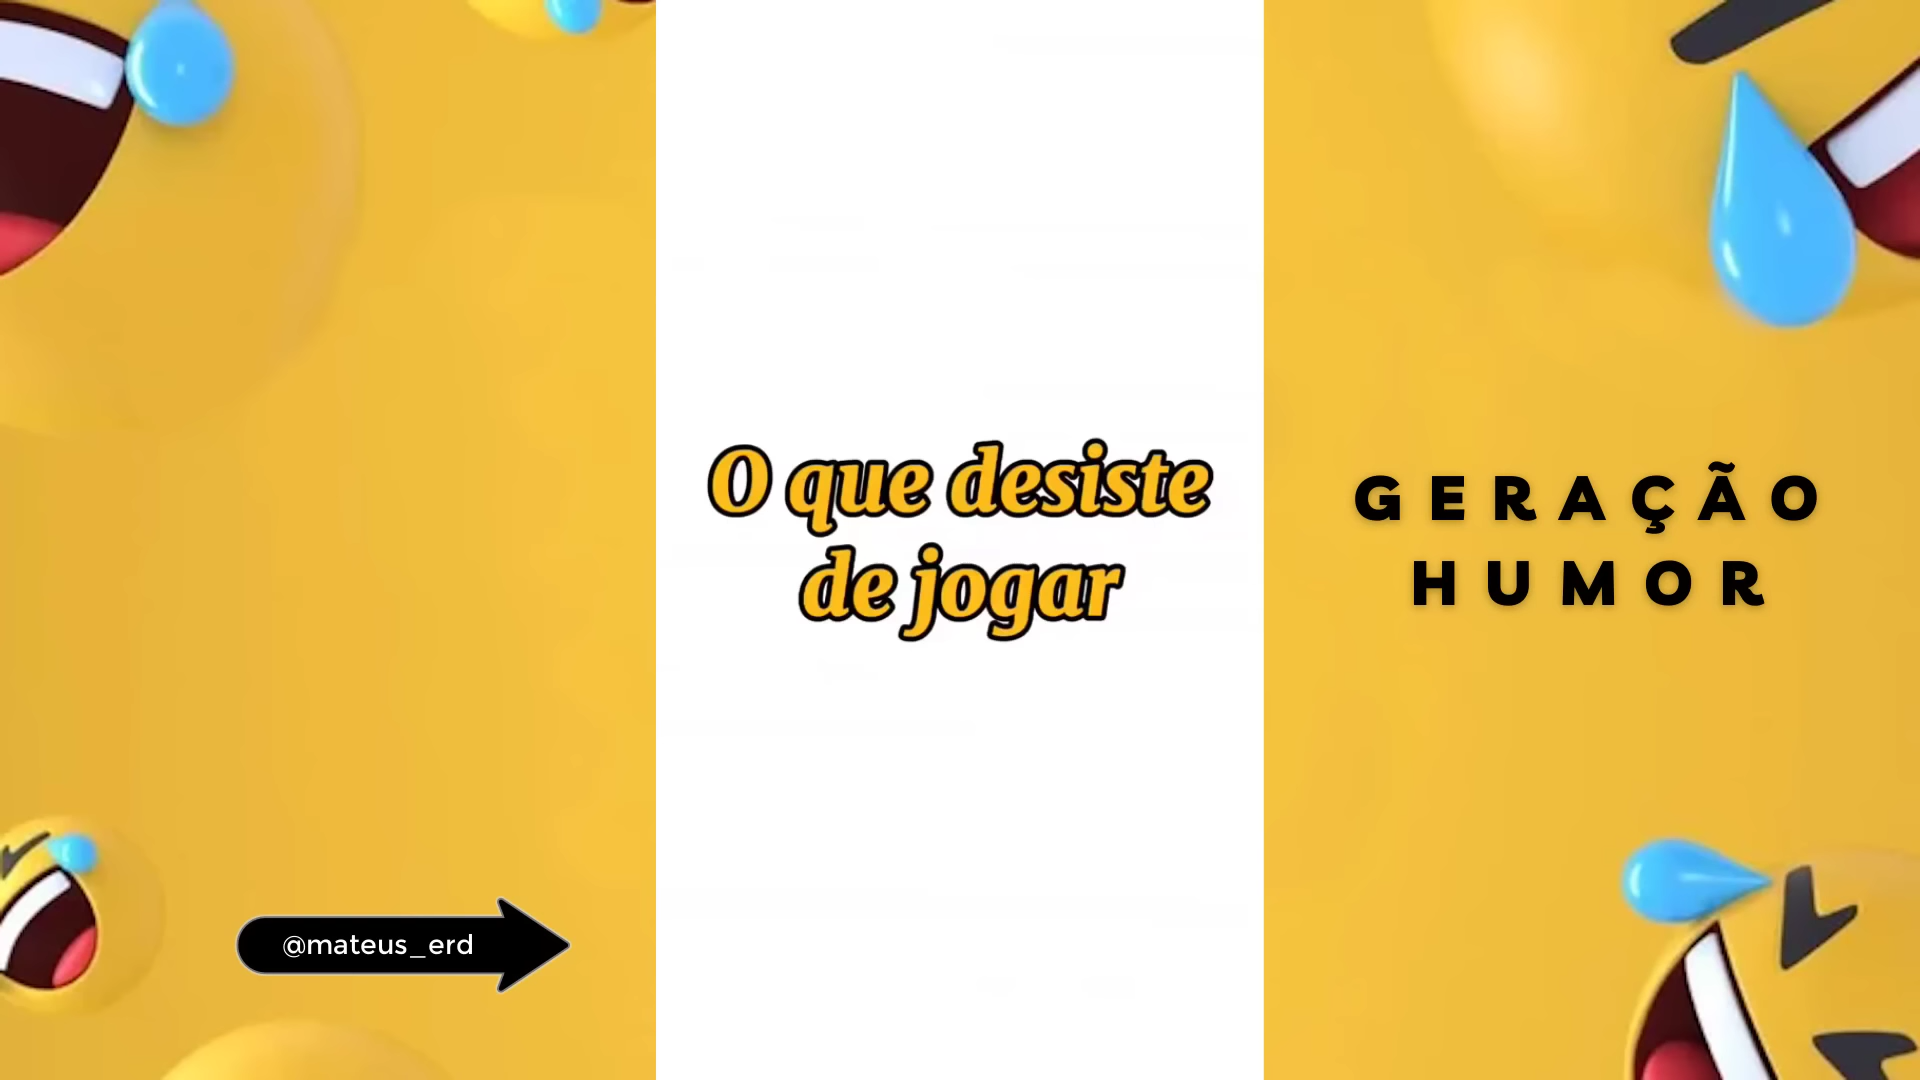 O que desiste
de jogar
GERAÇÃO
HUMOR
@mateus_erd